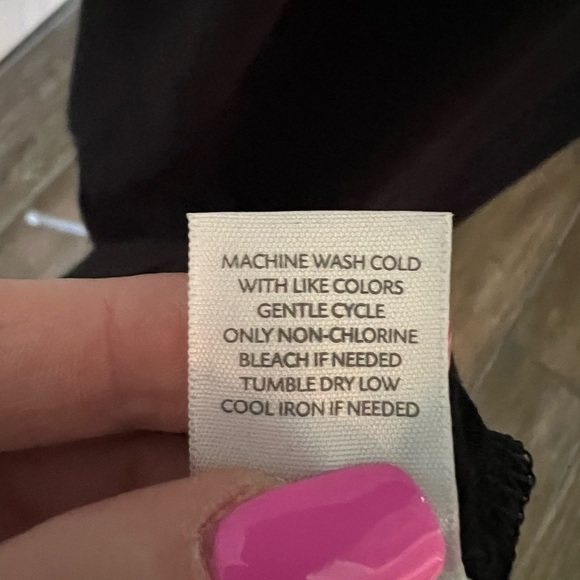 MACHINE WASH COLD
WITH LIKE COLORS
GENTLE CYCLE
ONLY NON-CHLORINE
BLEACH IF NEEDED
TUMBLE DRY LOW
COOL IRON IF NEEDED